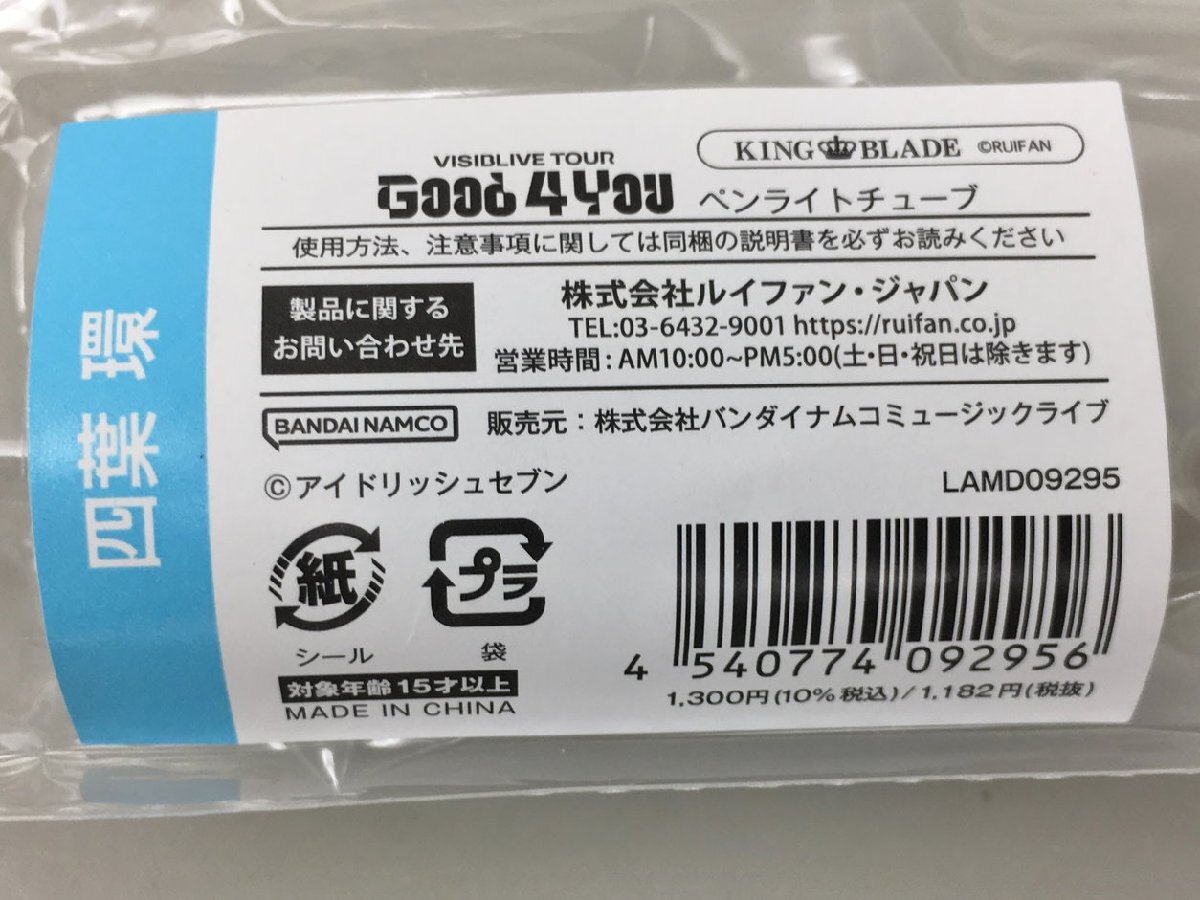 四葉 環
KING BLADE ©RUIFAN
VISIBLIVE TOUR
GOOD 4 YOU ペンライトチューブ
使用方法、注意事項に関しては同梱の説明書を必ずお読みください
製品に関する
お問い合わせ先
株式会社ルイファン・ジャパン
TEL:03-6432-9001 https://ruifan.co.jp
営業時間:AM10:00~PM5:00(土・日・祝日は除きます)
BANDAI NAMCO 販売元:株式会社バンダイナムコミュージックライブ
©アイドリッシュセブン
LAMD09295
紙
シール
プラ
袋
対象年齢15才以上
MADE IN CHINA
4 540774 092956
1,300円(10%税込)/1,182円(税抜)